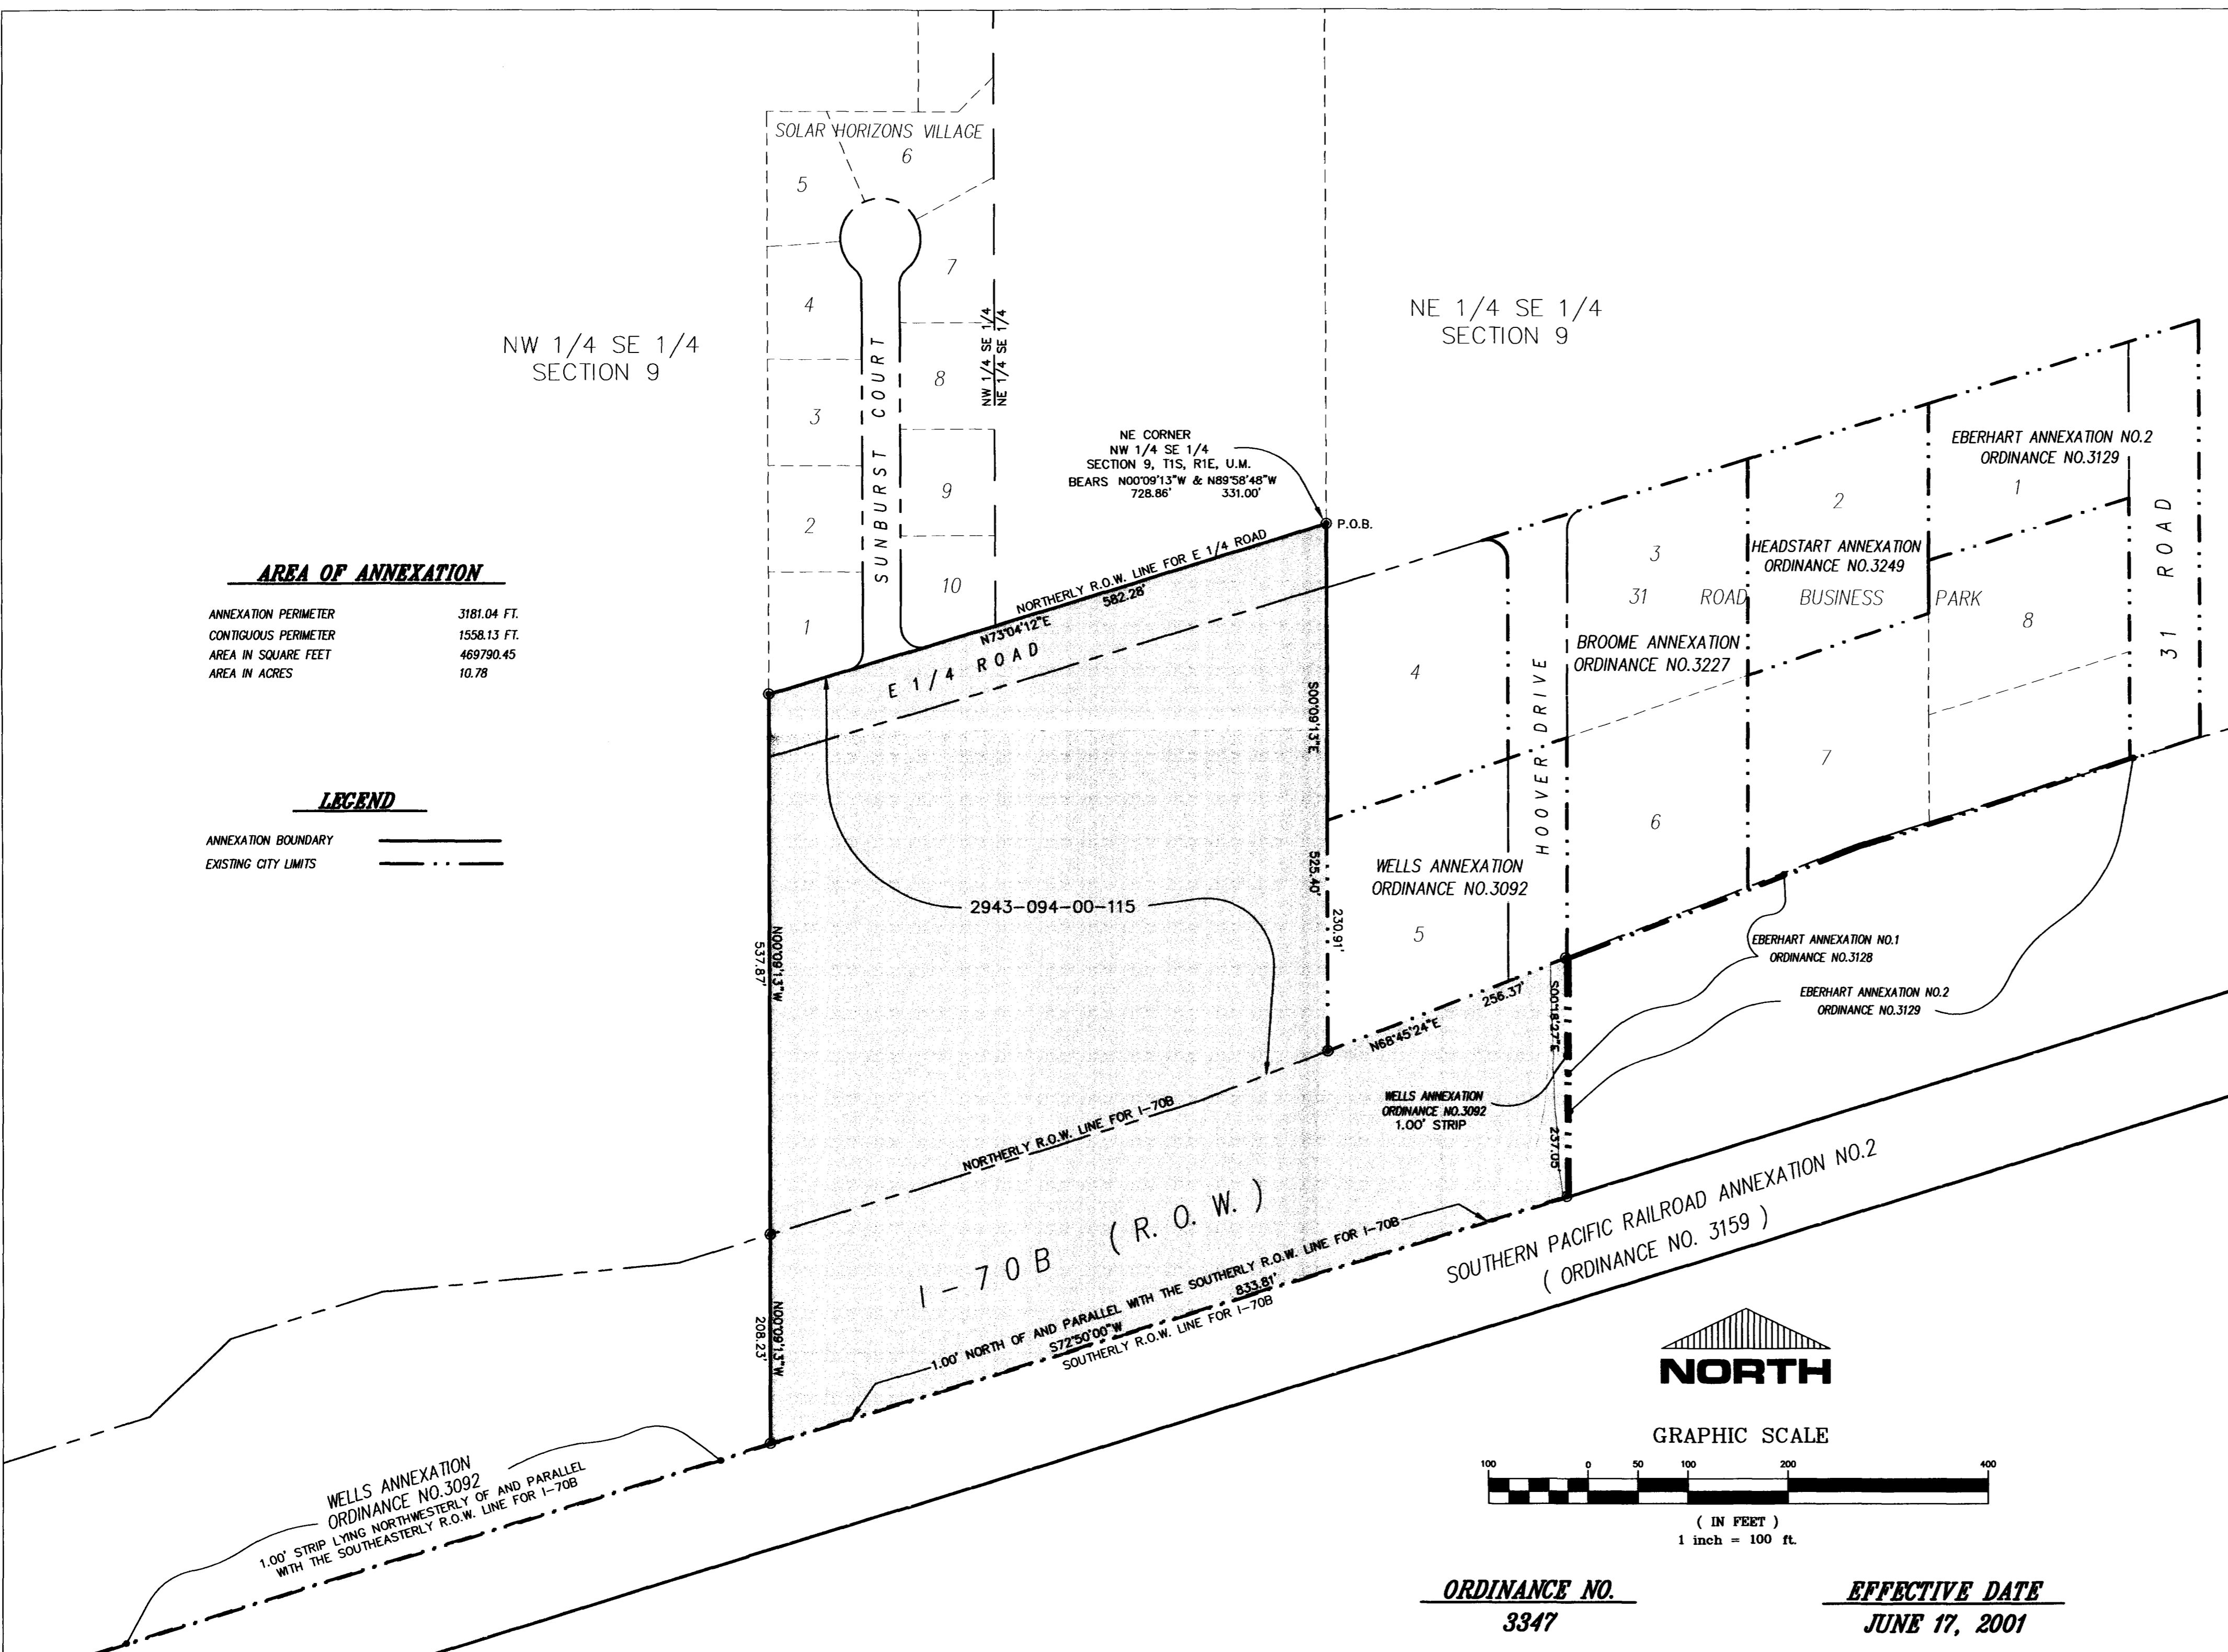 SOLAR HORIZONS VILLAGE
6
5
7
4
8
3
9
2
10
1
SUNBURST COURT
NW 1/4 SE 1/4
NE 1/4 SE 1/4
NW 1/4 SE 1/4
SECTION 9
NE 1/4 SE 1/4
SECTION 9
NE CORNER
NW 1/4 SE 1/4
SECTION 9, T1S, R1E, U.M.
BEARS N00°09'13"W & N89°58'48"W
728.86' 331.00'
P.O.B.
EBERHART ANNEXATION NO.2
ORDINANCE NO.3129
1
2
3
HEADSTART ANNEXATION
ORDINANCE NO.3249
31 ROAD BUSINESS PARK
8
31 ROAD
BROOME ANNEXATION
ORDINANCE NO.3227
4
HOOVER DRIVE
7
6
WELLS ANNEXATION
ORDINANCE NO.3092
5
AREA OF ANNEXATION
ANNEXATION PERIMETER 3181.04 FT.
CONTIGUOUS PERIMETER 1558.13 FT.
AREA IN SQUARE FEET 469790.45
AREA IN ACRES 10.78
LEGEND
ANNEXATION BOUNDARY
EXISTING CITY LIMITS
NORTHERLY R.O.W. LINE FOR E 1/4 ROAD
582.28'
N73°04'12"E
E 1/4 ROAD
S00°09'13"E
525.40'
230.91'
2943-094-00-115
N00°09'13"W
537.87'
256.37'
N68°45'24"E
S00°18'27"E
237.05'
EBERHART ANNEXATION NO.1
ORDINANCE NO.3128
EBERHART ANNEXATION NO.2
ORDINANCE NO.3129
WELLS ANNEXATION
ORDINANCE NO.3092
1.00' STRIP
NORTHERLY R.O.W. LINE FOR I-70B
I-70B (R.O.W.)
N00°09'13"W
208.23'
1.00' NORTH OF AND PARALLEL WITH THE SOUTHERLY R.O.W. LINE FOR I-70B
833.81'
S72°50'00"W
SOUTHERLY R.O.W. LINE FOR I-70B
SOUTHERN PACIFIC RAILROAD ANNEXATION NO.2
( ORDINANCE NO. 3159 )
WELLS ANNEXATION
ORDINANCE NO.3092
1.00' STRIP LYING NORTHWESTERLY OF AND PARALLEL
WITH THE SOUTHEASTERLY R.O.W. LINE FOR I-70B
NORTH
GRAPHIC SCALE
100 0 50 100 200 400
( IN FEET )
1 inch = 100 ft.
ORDINANCE NO.
3347
EFFECTIVE DATE
JUNE 17, 2001